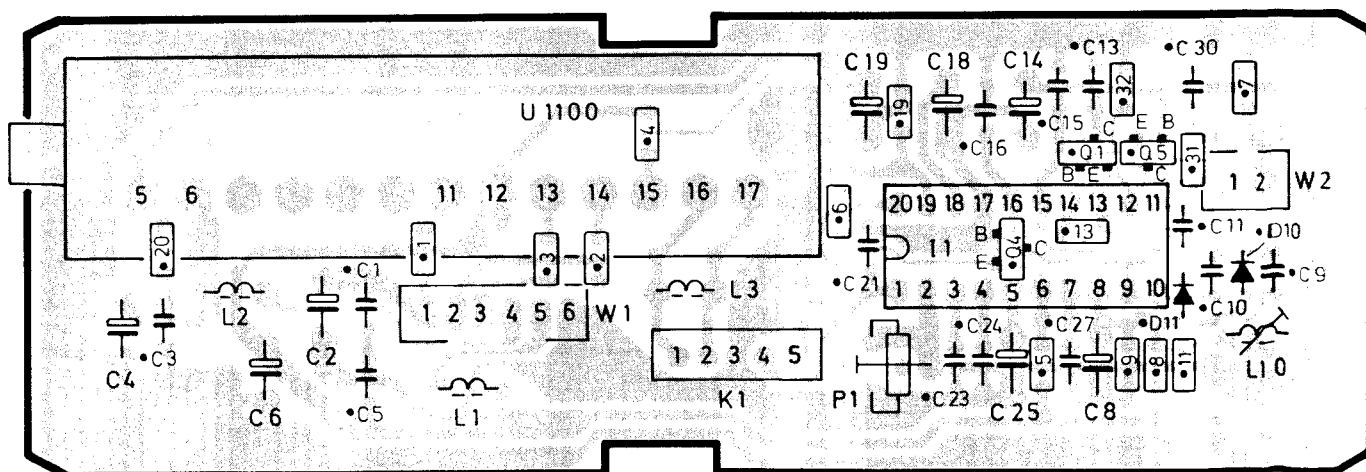 C19 C18 C14 •C13 •C30
U1100 •4 •19 •32 •7
•C16 •C15 C E B
•Q1 •Q5 •31
B E C 1 2 W2
5 6 11 12 13 14 15 16 17
•6 20 19 18 17 16 15 14 13 12 11
•20 •1 •3 •2 I1 B Q4 C •13 •C11 •D10
E
•C1 L3 •C21 1 2 3 4 5 6 7 8 9 10 •C10 •C9
L2 1 2 3 4 5 6 W1
C4 •C3 C2 1 2 3 4 5 •C24 •C27 •D11
•5 •9 •8 •11 L10
C6 •C5 L1 K1 P1 •C23 C25 C8